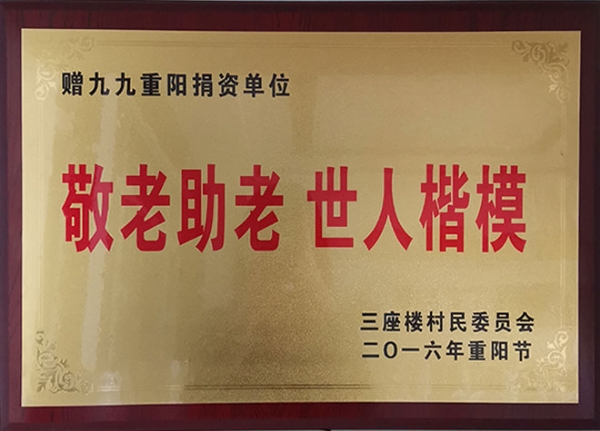 赠九九重阳捐资单位
敬老助老 世人楷模
三座楼村民委员会
二〇一六年重阳节